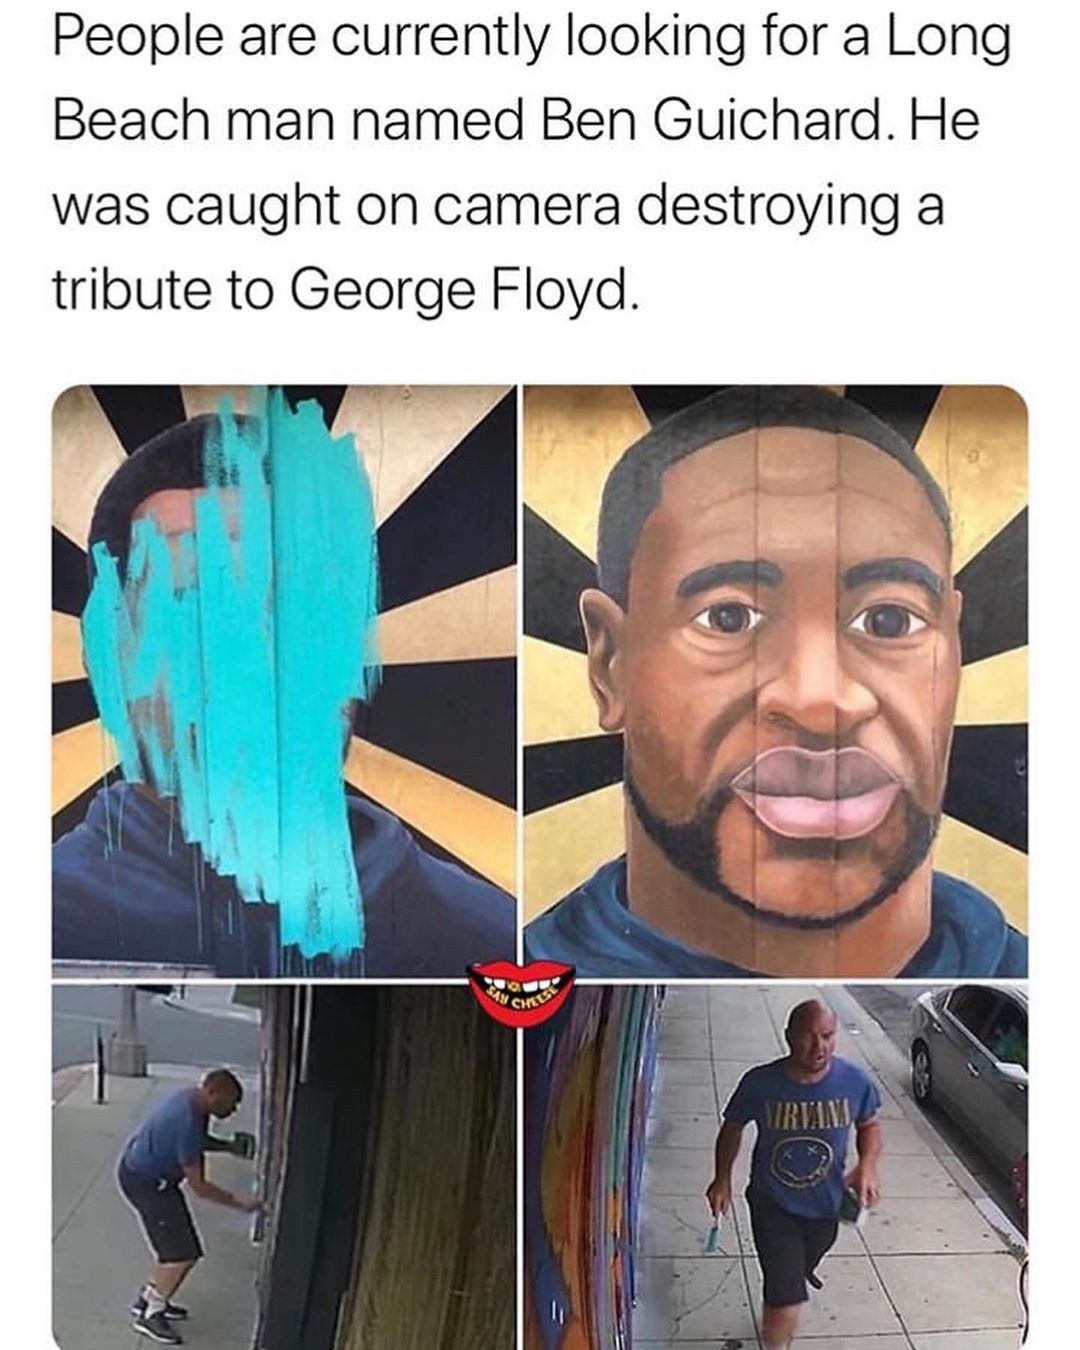 People are currently looking for a Long
Beach man named Ben Guichard. He
was caught on camera destroying a
tribute to George Floyd.
SAY CHEESE
NIRVANA